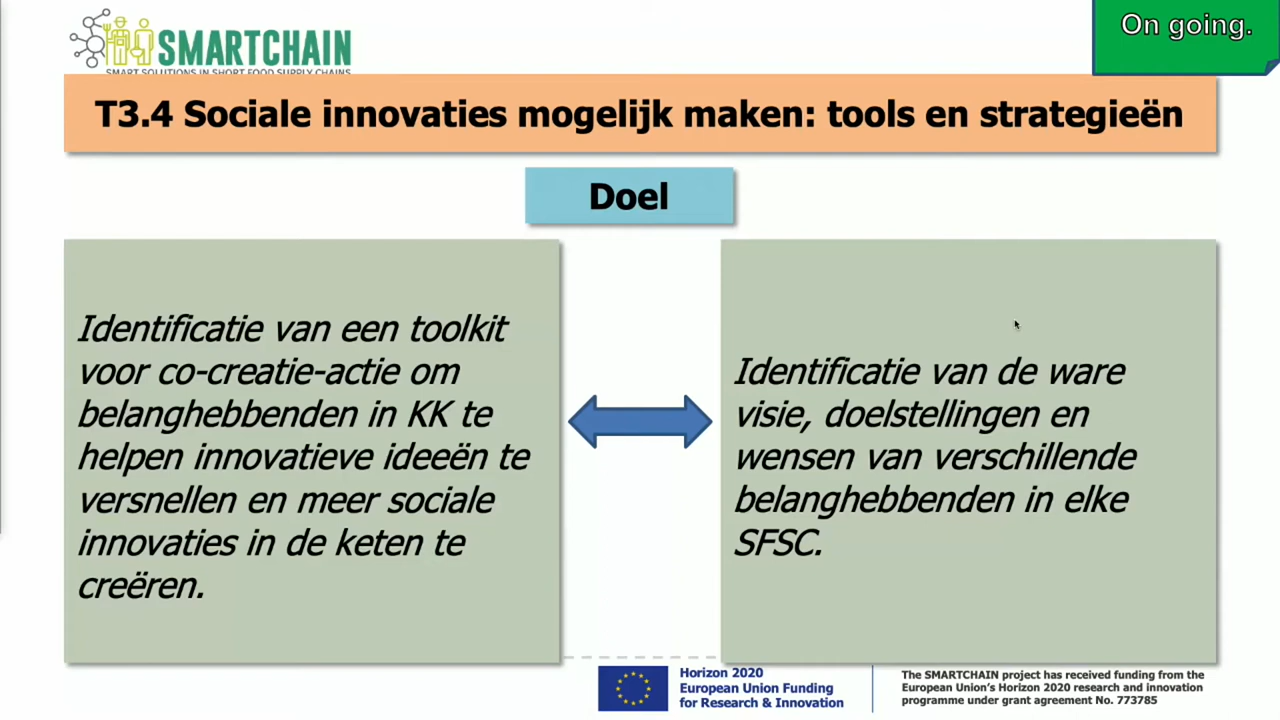 On going.
SMARTCHAIN
SMART SOLUTIONS IN SHORT FOOD SUPPLY CHAINS
T3.4 Sociale innovaties mogelijk maken: tools en strategieën
Doel
Identificatie van een toolkit
voor co-creatie-actie om
belanghebbenden in KK te
helpen innovatieve ideeën te
versnellen en meer sociale
innovaties in de keten te
creëren.
Identificatie van de ware
visie, doelstellingen en
wensen van verschillende
belanghebbenden in elke
SFSC.
Horizon 2020
European Union Funding
for Research & Innovation
The SMARTCHAIN project has received funding from the
European Union's Horizon 2020 research and innovation
programme under grant agreement No. 773785